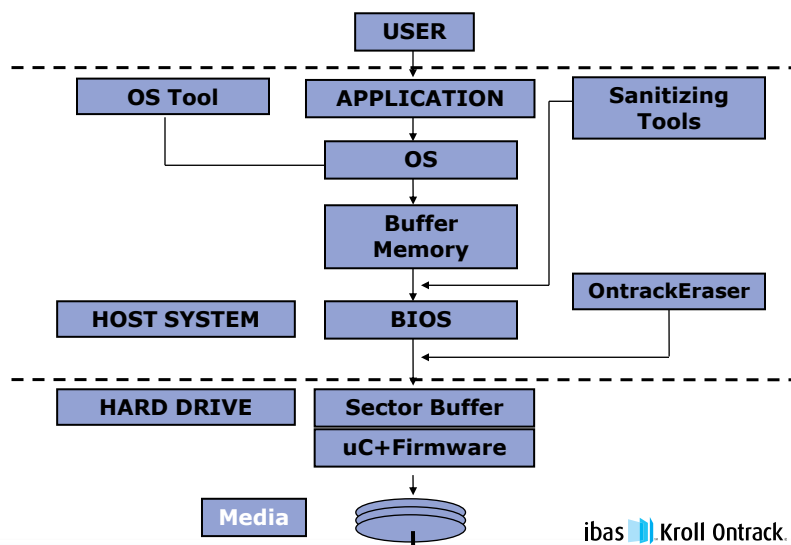 USER
OS Tool
APPLICATION
Sanitizing
Tools
OS
Buffer
Memory
OntrackEraser
HOST SYSTEM
BIOS
HARD DRIVE
Sector Buffer
uC+Firmware
Media
ibas Kroll Ontrack.